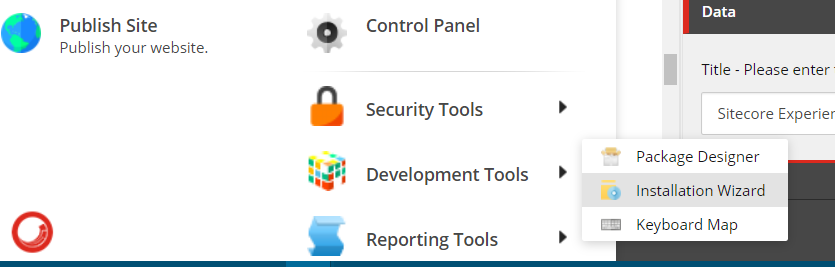 Publish Site
Publish your website.
Control Panel
Security Tools
Development Tools
Reporting Tools
Package Designer
Installation Wizard
Keyboard Map
Data
Title - Please enter
Sitecore Experien